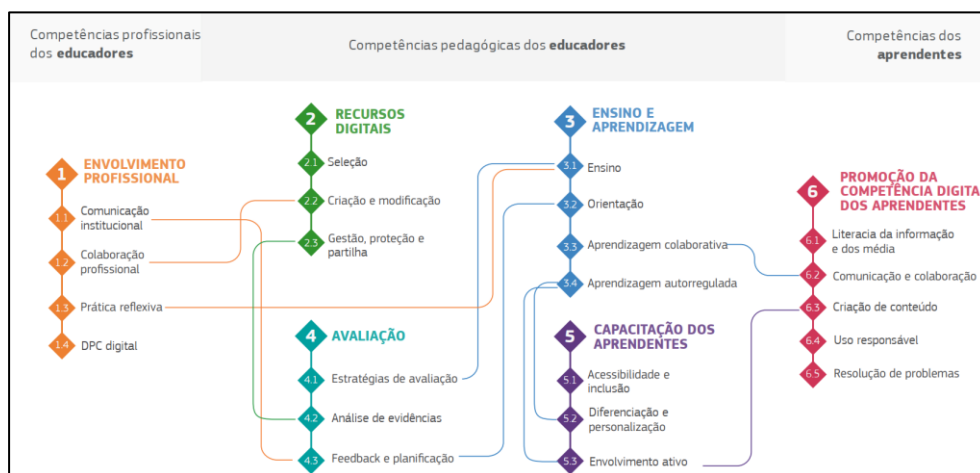 Competências profissionais
dos educadores
Competências pedagógicas dos educadores
Competências dos
aprendentes
1
ENVOLVIMENTO
PROFISSIONAL
1.1
Comunicação
institucional
1.2
Colaboração
profissional
1.3
Prática reflexiva
1.4
DPC digital
2
RECURSOS
DIGITAIS
2.1
Seleção
2.2
Criação e modificação
2.3
Gestão, proteção e
partilha
3
ENSINO E
APRENDIZAGEM
3.1
Ensino
3.2
Orientação
3.3
Aprendizagem colaborativa
3.4
Aprendizagem autorregulada
4
AVALIAÇÃO
4.1
Estratégias de avaliação
4.2
Análise de evidências
4.3
Feedback e planificação
5
CAPACITAÇÃO DOS
APRENDENTES
5.1
Acessibilidade e
inclusão
5.2
Diferenciação e
personalização
5.3
Envolvimento ativo
6
PROMOÇÃO DA
COMPETÊNCIA DIGITA
DOS APRENDENTES
6.1
Literacia da informação
e dos média
6.2
Comunicação e colaboração
6.3
Criação de conteúdo
6.4
Uso responsável
6.5
Resolução de problemas